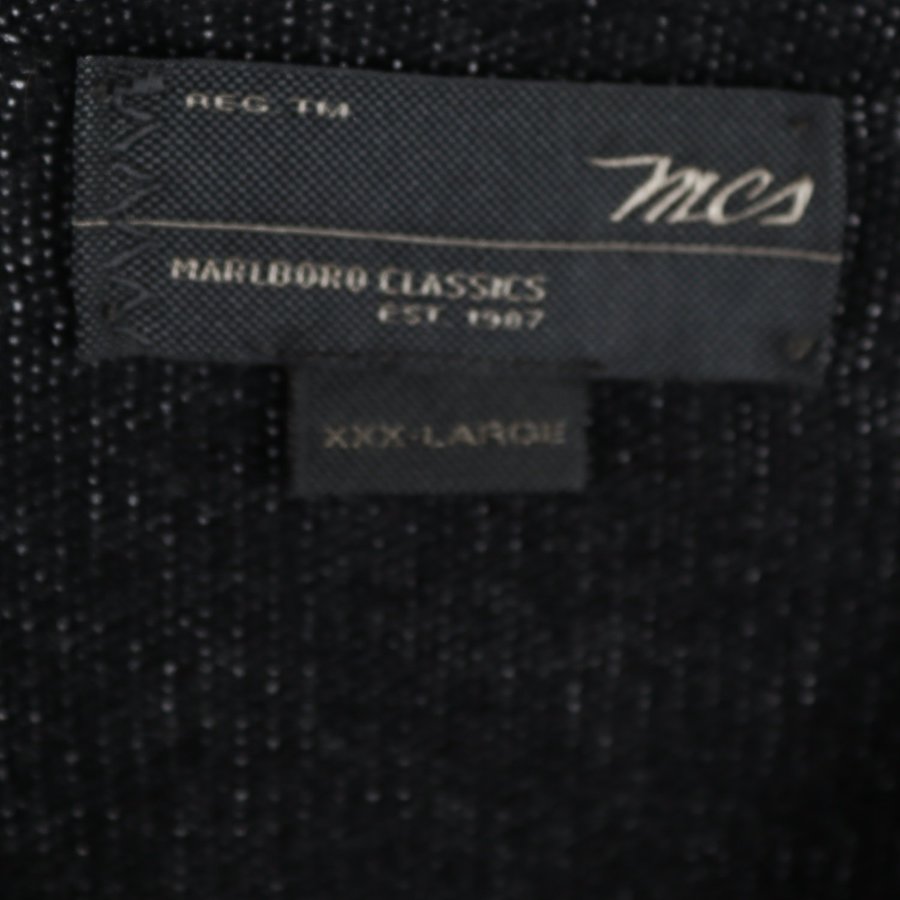 REG TM
mcs
MARLBORO CLASSICS
EST. 1987
XXX-LARGE